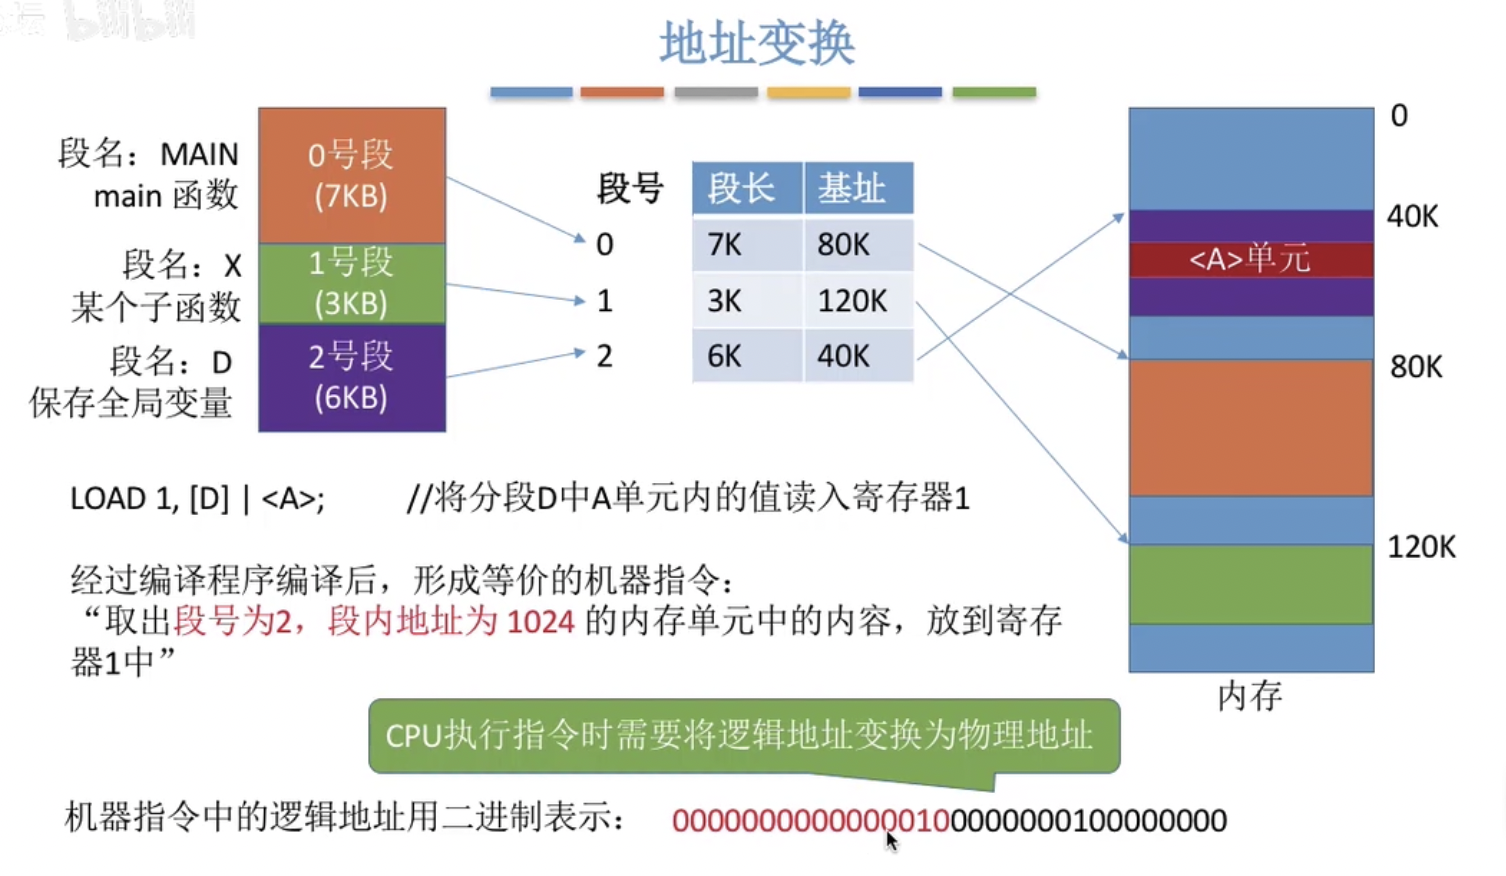 bilibili
地址变换
段名：MAIN
main 函数
0号段
(7KB)
段名：X
某个子函数
1号段
(3KB)
段名：D
保存全局变量
2号段
(6KB)
段号 段长 基址
0 7K 80K
1 3K 120K
2 6K 40K
0
40K
<A>单元
80K
120K
内存
LOAD 1, [D] | <A>; //将分段D中A单元内的值读入寄存器1
经过编译程序编译后，形成等价的机器指令：
“取出段号为2，段内地址为 1024 的内存单元中的内容，放到寄存
器1中”
CPU执行指令时需要将逻辑地址变换为物理地址
机器指令中的逻辑地址用二进制表示： 00000000000000100000000100000000